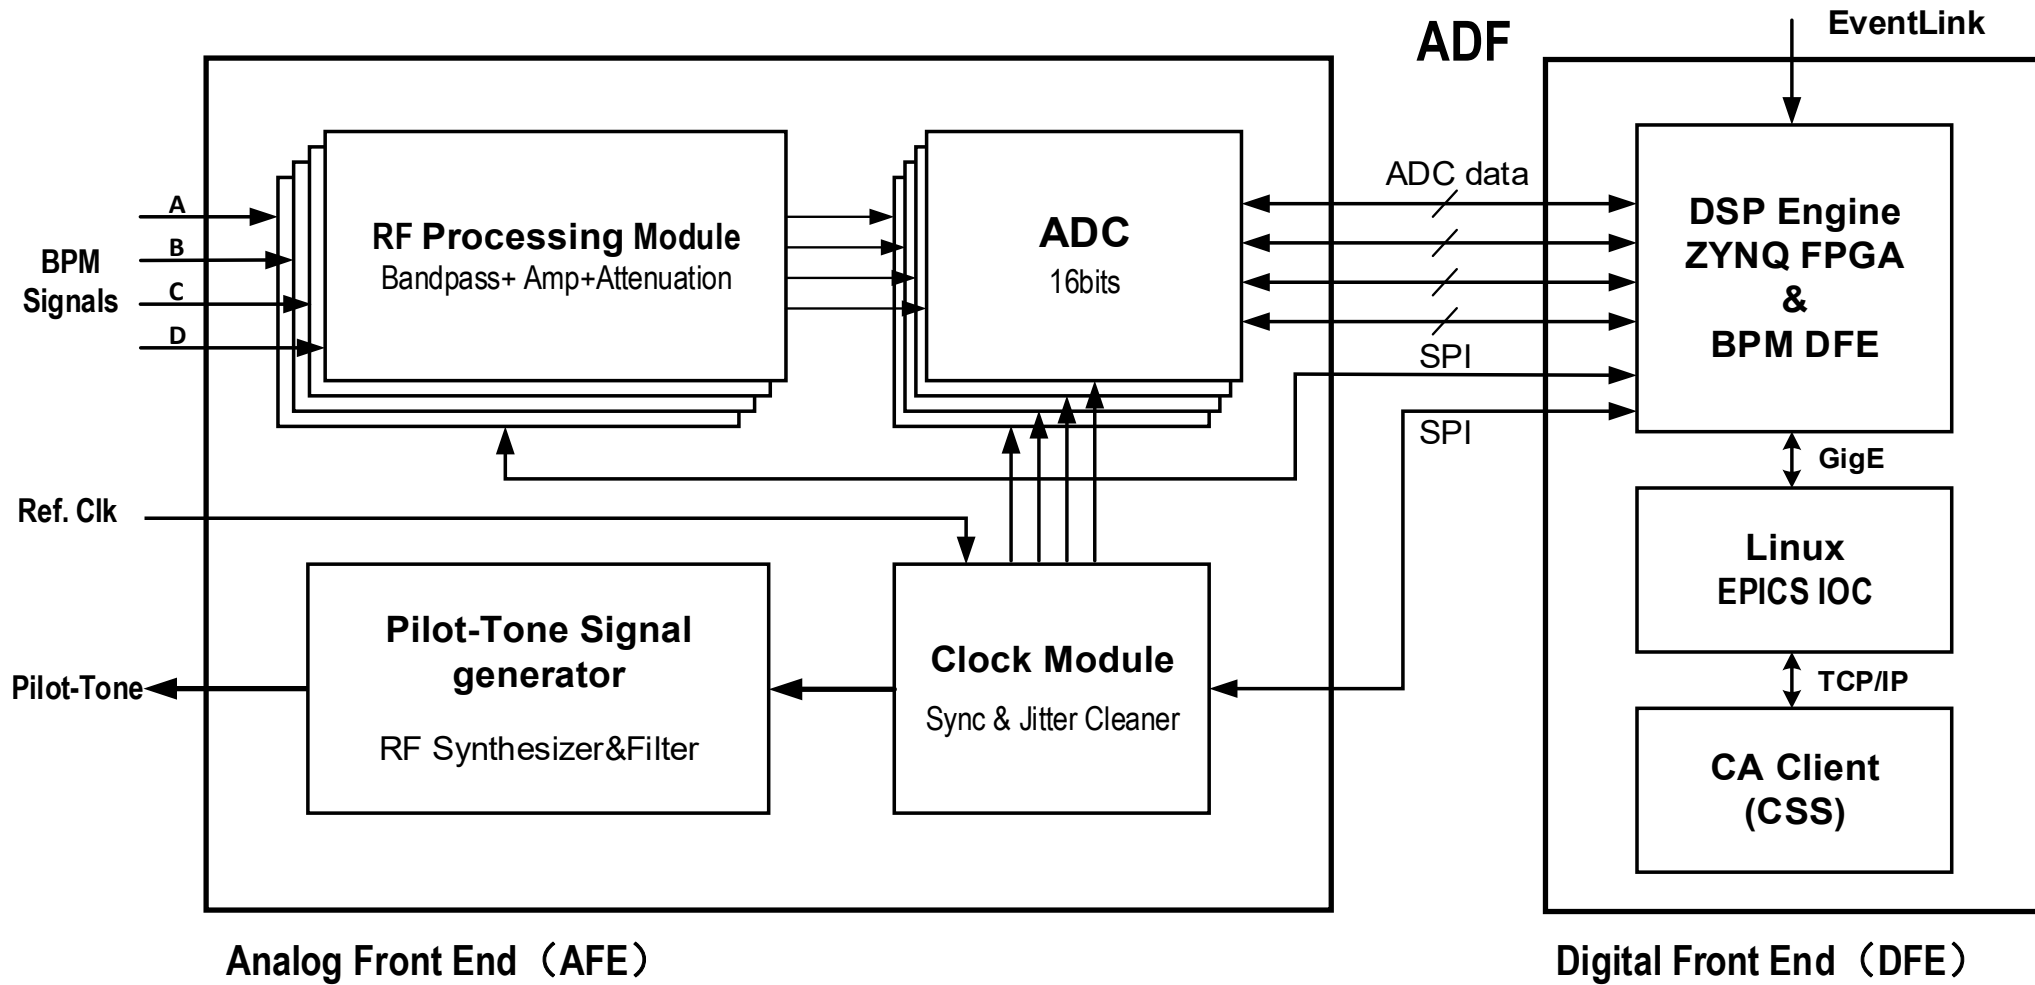 ADF
EventLink
BPM
Signals
A
B
C
D
RF Processing Module
Bandpass+ Amp+Attenuation
ADC
16bits
ADC data
SPI
SPI
DSP Engine
ZYNQ FPGA
&
BPM DFE
GigE
Linux
EPICS IOC
TCP/IP
CA Client
(CSS)
Ref. Clk
Pilot-Tone
Pilot-Tone Signal
generator
RF Synthesizer&Filter
Clock Module
Sync & Jitter Cleaner
Analog Front End（AFE）
Digital Front End（DFE）